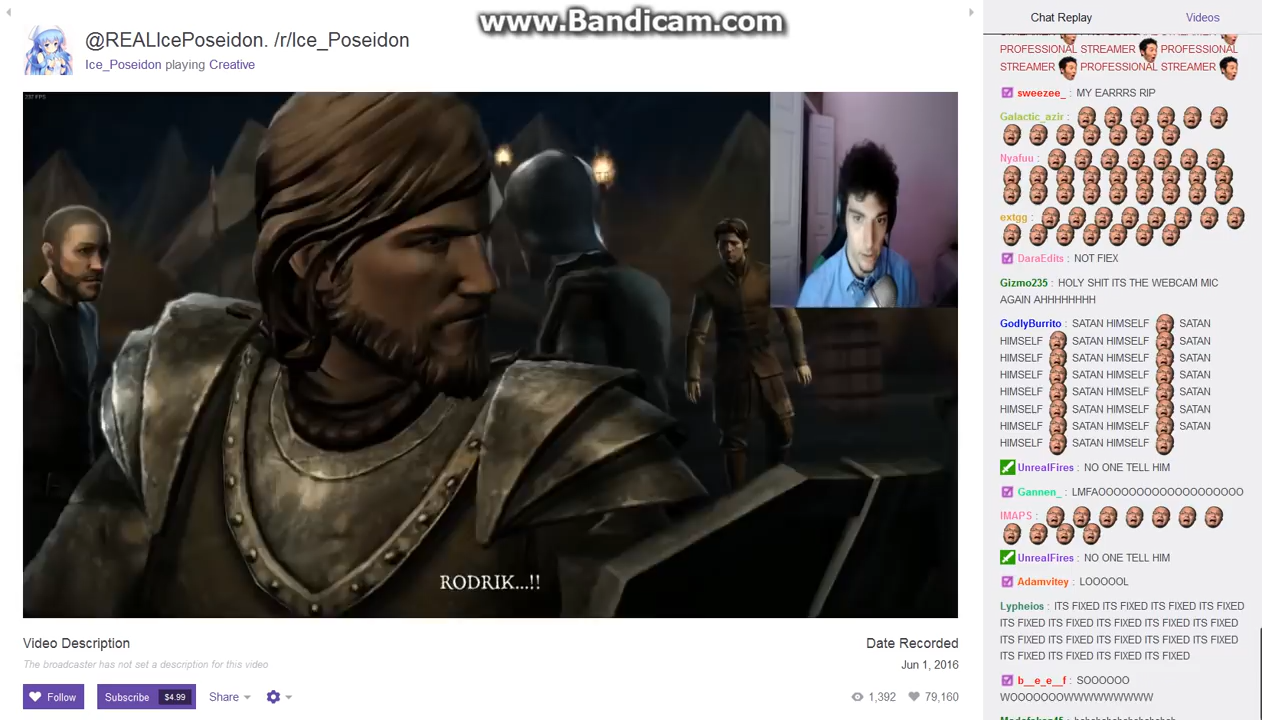 www.Bandicam.com
@REALIcePoseidon. /r/Ice_Poseidon
Ice_Poseidon playing Creative
RODRIK...!!
Video Description
Date Recorded
The broadcaster has not set a description for this video
Jun 1, 2016
Follow
Subscribe $4.99
Share
1,392
79,160
Chat Replay
Videos
PROFESSIONAL STREAMER PROFESSIONAL
STREAMER PROFESSIONAL STREAMER
sweezee_ : MY EARRRS RIP
Galactic_azir :
Nyafuu :
extgg :
DaraEdits : NOT FIEX
Gizmo235 : HOLY SHIT ITS THE WEBCAM MIC
AGAIN AHHHHHHH
GodlyBurrito : SATAN HIMSELF SATAN
HIMSELF SATAN HIMSELF SATAN
HIMSELF SATAN HIMSELF SATAN
HIMSELF SATAN HIMSELF SATAN
HIMSELF SATAN HIMSELF SATAN
HIMSELF SATAN HIMSELF SATAN
HIMSELF SATAN HIMSELF SATAN
HIMSELF SATAN HIMSELF
UnrealFires : NO ONE TELL HIM
Gannen_ : LMFAOOOOOOOOOOOOOOOOOOO
IMAPS :
UnrealFires : NO ONE TELL HIM
Adamvitey : LOOOOOL
Lypheios : ITS FIXED ITS FIXED ITS FIXED ITS FIXED
ITS FIXED ITS FIXED ITS FIXED ITS FIXED ITS FIXED
ITS FIXED ITS FIXED ITS FIXED ITS FIXED ITS FIXED
ITS FIXED ITS FIXED ITS FIXED ITS FIXED
b__e_e__f : SOOOOOO
WOOOOOOOWWWWWWWWWW